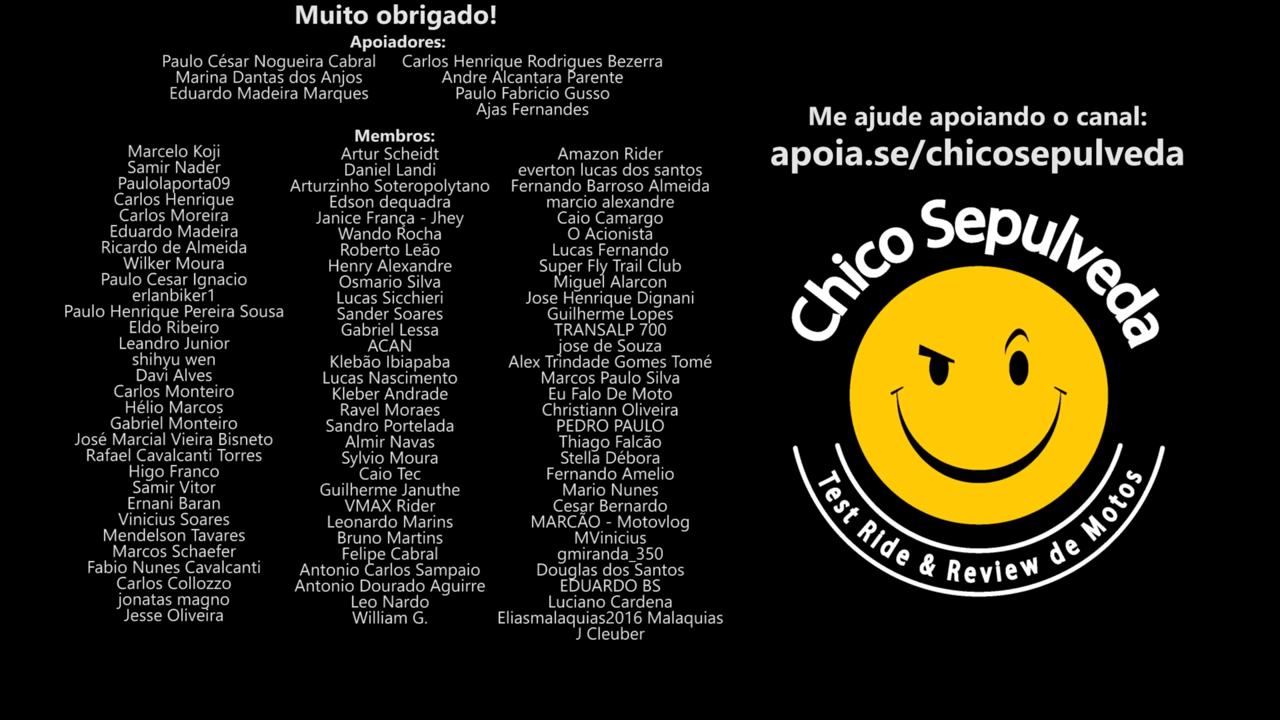 Muito obrigado!
Apoiadores:
Paulo César Nogueira Cabral
Marina Dantas dos Anjos
Eduardo Madeira Marques
Carlos Henrique Rodrigues Bezerra
Andre Alcantara Parente
Paulo Fabricio Gusso
Ajas Fernandes
Membros:
Marcelo Koji
Samir Nader
Paulolaporta09
Carlos Henrique
Carlos Moreira
Eduardo Madeira
Ricardo de Almeida
Wilker Moura
Paulo Cesar Ignacio
erlanbiker1
Paulo Henrique Pereira Sousa
Eldo Ribeiro
Leandro Junior
shihyu wen
Davi Alves
Carlos Monteiro
Hélio Marcos
Gabriel Monteiro
José Marcial Vieira Bisneto
Rafael Cavalcanti Torres
Higo Franco
Samir Vitor
Ernani Baran
Vinicius Soares
Mendelson Tavares
Marcos Schaefer
Fabio Nunes Cavalcanti
Carlos Collozzo
jonatas magno
Jesse Oliveira
Artur Scheidt
Daniel Landi
Arturzinho Soteropolytano
Edson dequadra
Janice França - Jhey
Wando Rocha
Roberto Leão
Henry Alexandre
Osmario Silva
Lucas Sicchieri
Sander Soares
Gabriel Lessa
ACAN
Klebão Ibiapaba
Lucas Nascimento
Kleber Andrade
Ravel Moraes
Sandro Portelada
Almir Navas
Sylvio Moura
Caio Tec
Guilherme Januthe
VMAX Rider
Leonardo Marins
Bruno Martins
Felipe Cabral
Antonio Carlos Sampaio
Antonio Dourado Aguirre
Leo Nardo
William G.
Amazon Rider
everton lucas dos santos
Fernando Barroso Almeida
marcio alexandre
Caio Camargo
O Acionista
Lucas Fernando
Super Fly Trail Club
Miguel Alarcon
Jose Henrique Dignani
Guilherme Lopes
TRANSALP 700
jose de Souza
Alex Trindade Gomes Tomé
Marcos Paulo Silva
Eu Falo De Moto
Christiann Oliveira
PEDRO PAULO
Thiago Falcão
Stella Débora
Fernando Amelio
Mario Nunes
Cesar Bernardo
MARCÃO - Motovlog
MVinicius
gmiranda_350
Douglas dos Santos
EDUARDO BS
Luciano Cardena
Eliasmalaquias2016 Malaquias
J Cleuber
Me ajude apoiando o canal:
apoia.se/chicosepulveda
Chico Sepulveda
Test Ride & Review de Motos